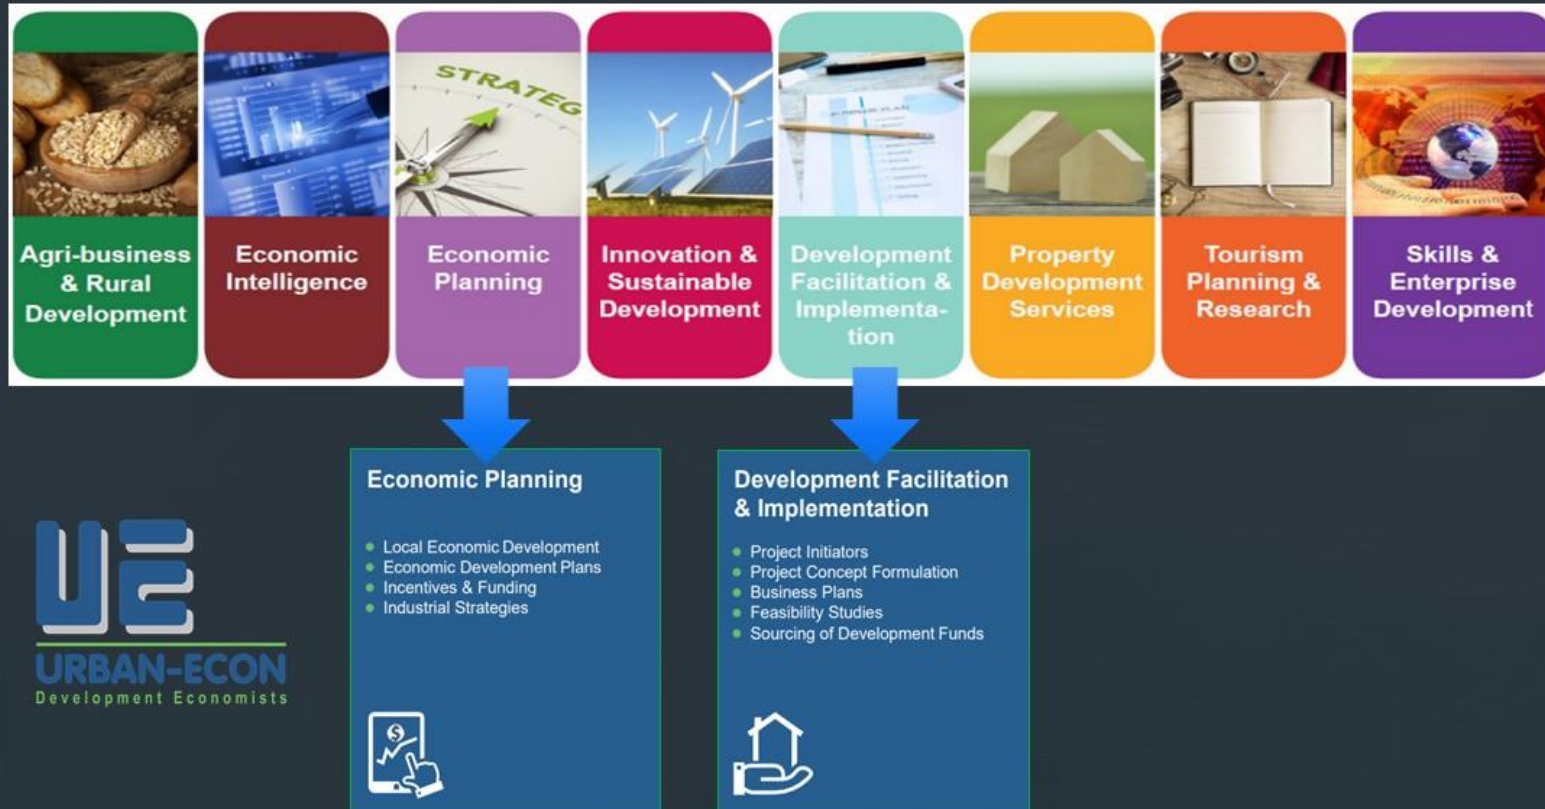 STRATEG
Agri-business
& Rural
Development
Economic
Intelligence
Economic
Planning
Innovation &
Sustainable
Development
Development
Facilitation &
Implementa-
tion
Property
Development
Services
Tourism
Planning &
Research
Skills &
Enterprise
Development
Economic Planning
Local Economic Development
Economic Development Plans
Incentives & Funding
Industrial Strategies
Development Facilitation
& Implementation
Project Initiators
Project Concept Formulation
Business Plans
Feasibility Studies
Sourcing of Development Funds
UE
URBAN-ECON
Development Economists
$